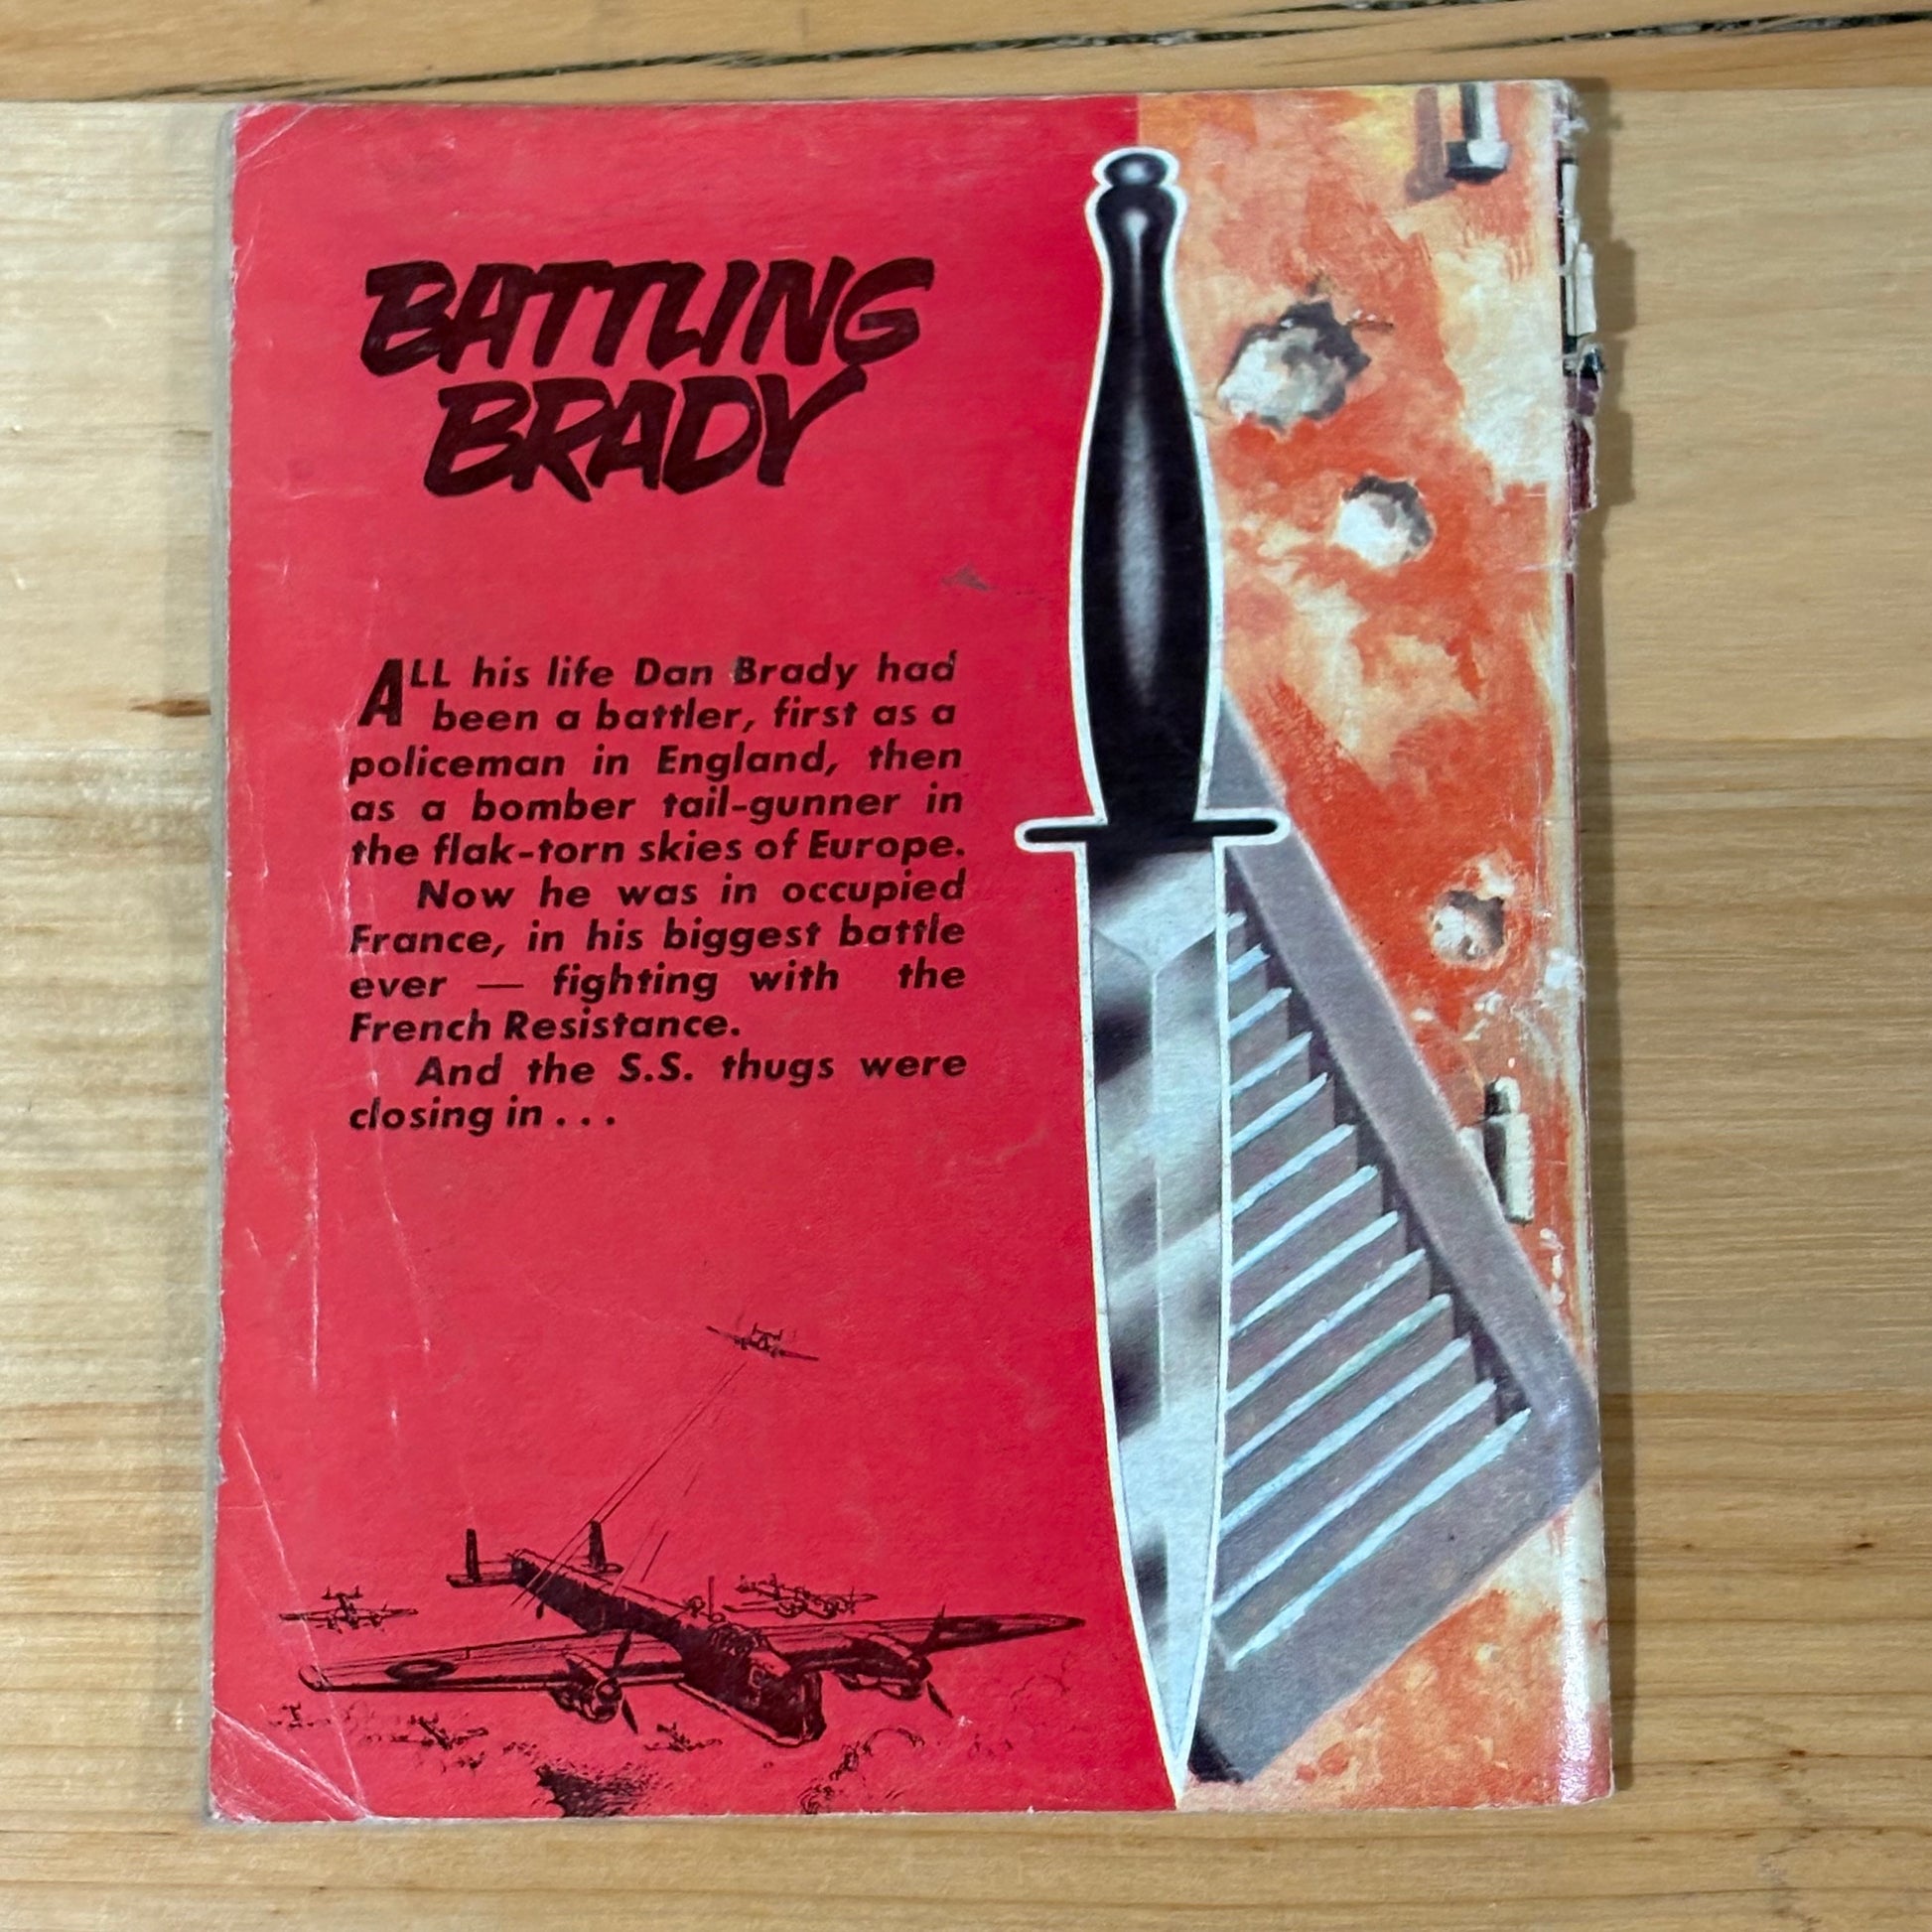 BATTLING
BRADY
ALL his life Dan Brady had
been a battler, first as a
policeman in England, then
as a bomber tail-gunner in
the flak-torn skies of Europe.
Now he was in occupied
France, in his biggest battle
ever — fighting with the
French Resistance.
And the S.S. thugs were
closing in . . .